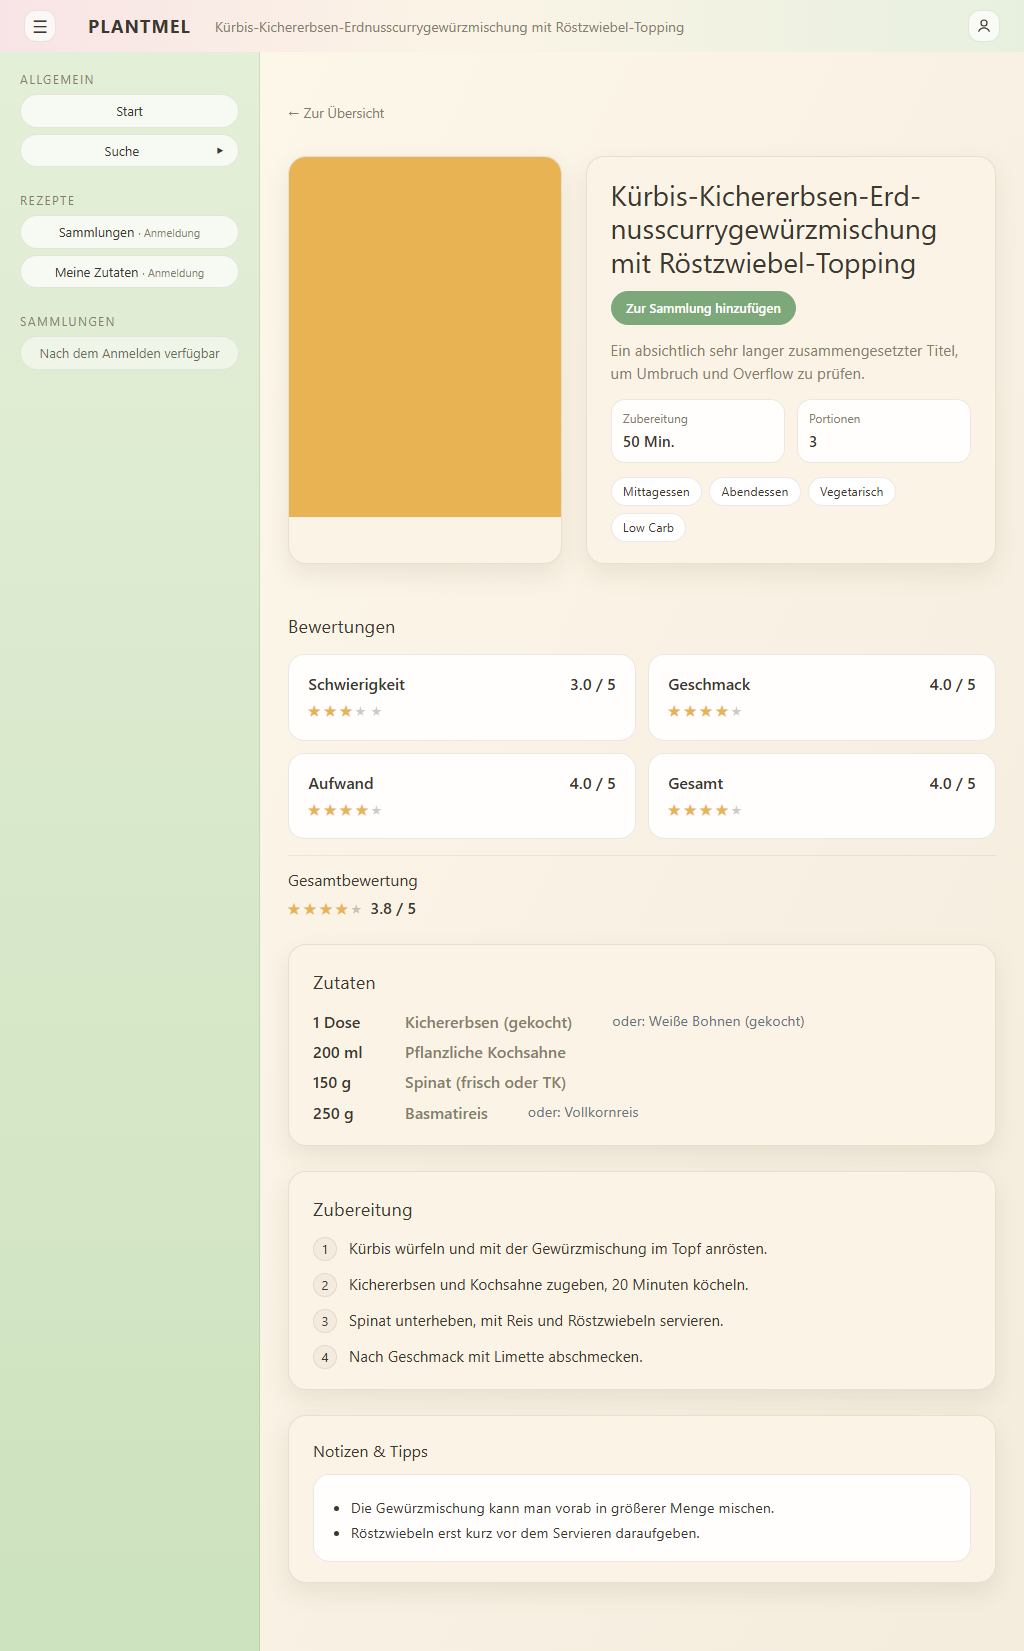 ☰ PLANTMEL Kürbis-Kichererbsen-Erdnusscurrygewürzmischung mit Röstzwiebel-Topping
ALLGEMEIN
Start
Suche ▸
REZEPTE
Sammlungen · Anmeldung
Meine Zutaten · Anmeldung
SAMMLUNGEN
Nach dem Anmelden verfügbar
← Zur Übersicht
Kürbis-Kichererbsen-Erd-
nusscurrygewürzmischung
mit Röstzwiebel-Topping
Zur Sammlung hinzufügen
Ein absichtlich sehr langer zusammengesetzter Titel,
um Umbruch und Overflow zu prüfen.
Zubereitung
50 Min.
Portionen
3
Mittagessen Abendessen Vegetarisch
Low Carb
Bewertungen
Schwierigkeit 3.0 / 5
★★★★★
Geschmack 4.0 / 5
★★★★★
Aufwand 4.0 / 5
★★★★★
Gesamt 4.0 / 5
★★★★★
Gesamtbewertung
★★★★★ 3.8 / 5
Zutaten
1 Dose Kichererbsen (gekocht) oder: Weiße Bohnen (gekocht)
200 ml Pflanzliche Kochsahne
150 g Spinat (frisch oder TK)
250 g Basmatireis oder: Vollkornreis
Zubereitung
1 Kürbis würfeln und mit der Gewürzmischung im Topf anrösten.
2 Kichererbsen und Kochsahne zugeben, 20 Minuten köcheln.
3 Spinat unterheben, mit Reis und Röstzwiebeln servieren.
4 Nach Geschmack mit Limette abschmecken.
Notizen & Tipps
• Die Gewürzmischung kann man vorab in größerer Menge mischen.
• Röstzwiebeln erst kurz vor dem Servieren daraufgeben.